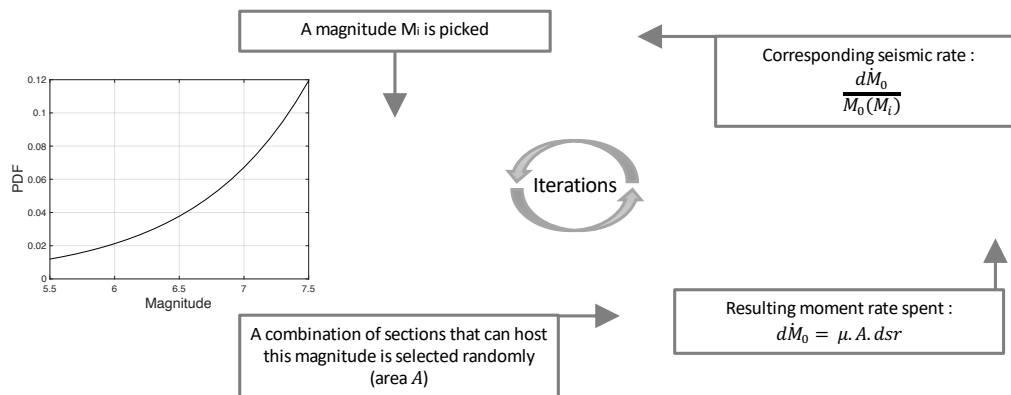 A magnitude Mi is picked
Corresponding seismic rate :
dṀ₀
M₀(Mᵢ)
0.12
0.1
0.08
0.06
0.04
0.02
0
PDF
5.5 6 6.5 7 7.5
Magnitude
Iterations
A combination of sections that can host
this magnitude is selected randomly
(area A)
Resulting moment rate spent :
dṀ₀ = μ. A. dsr